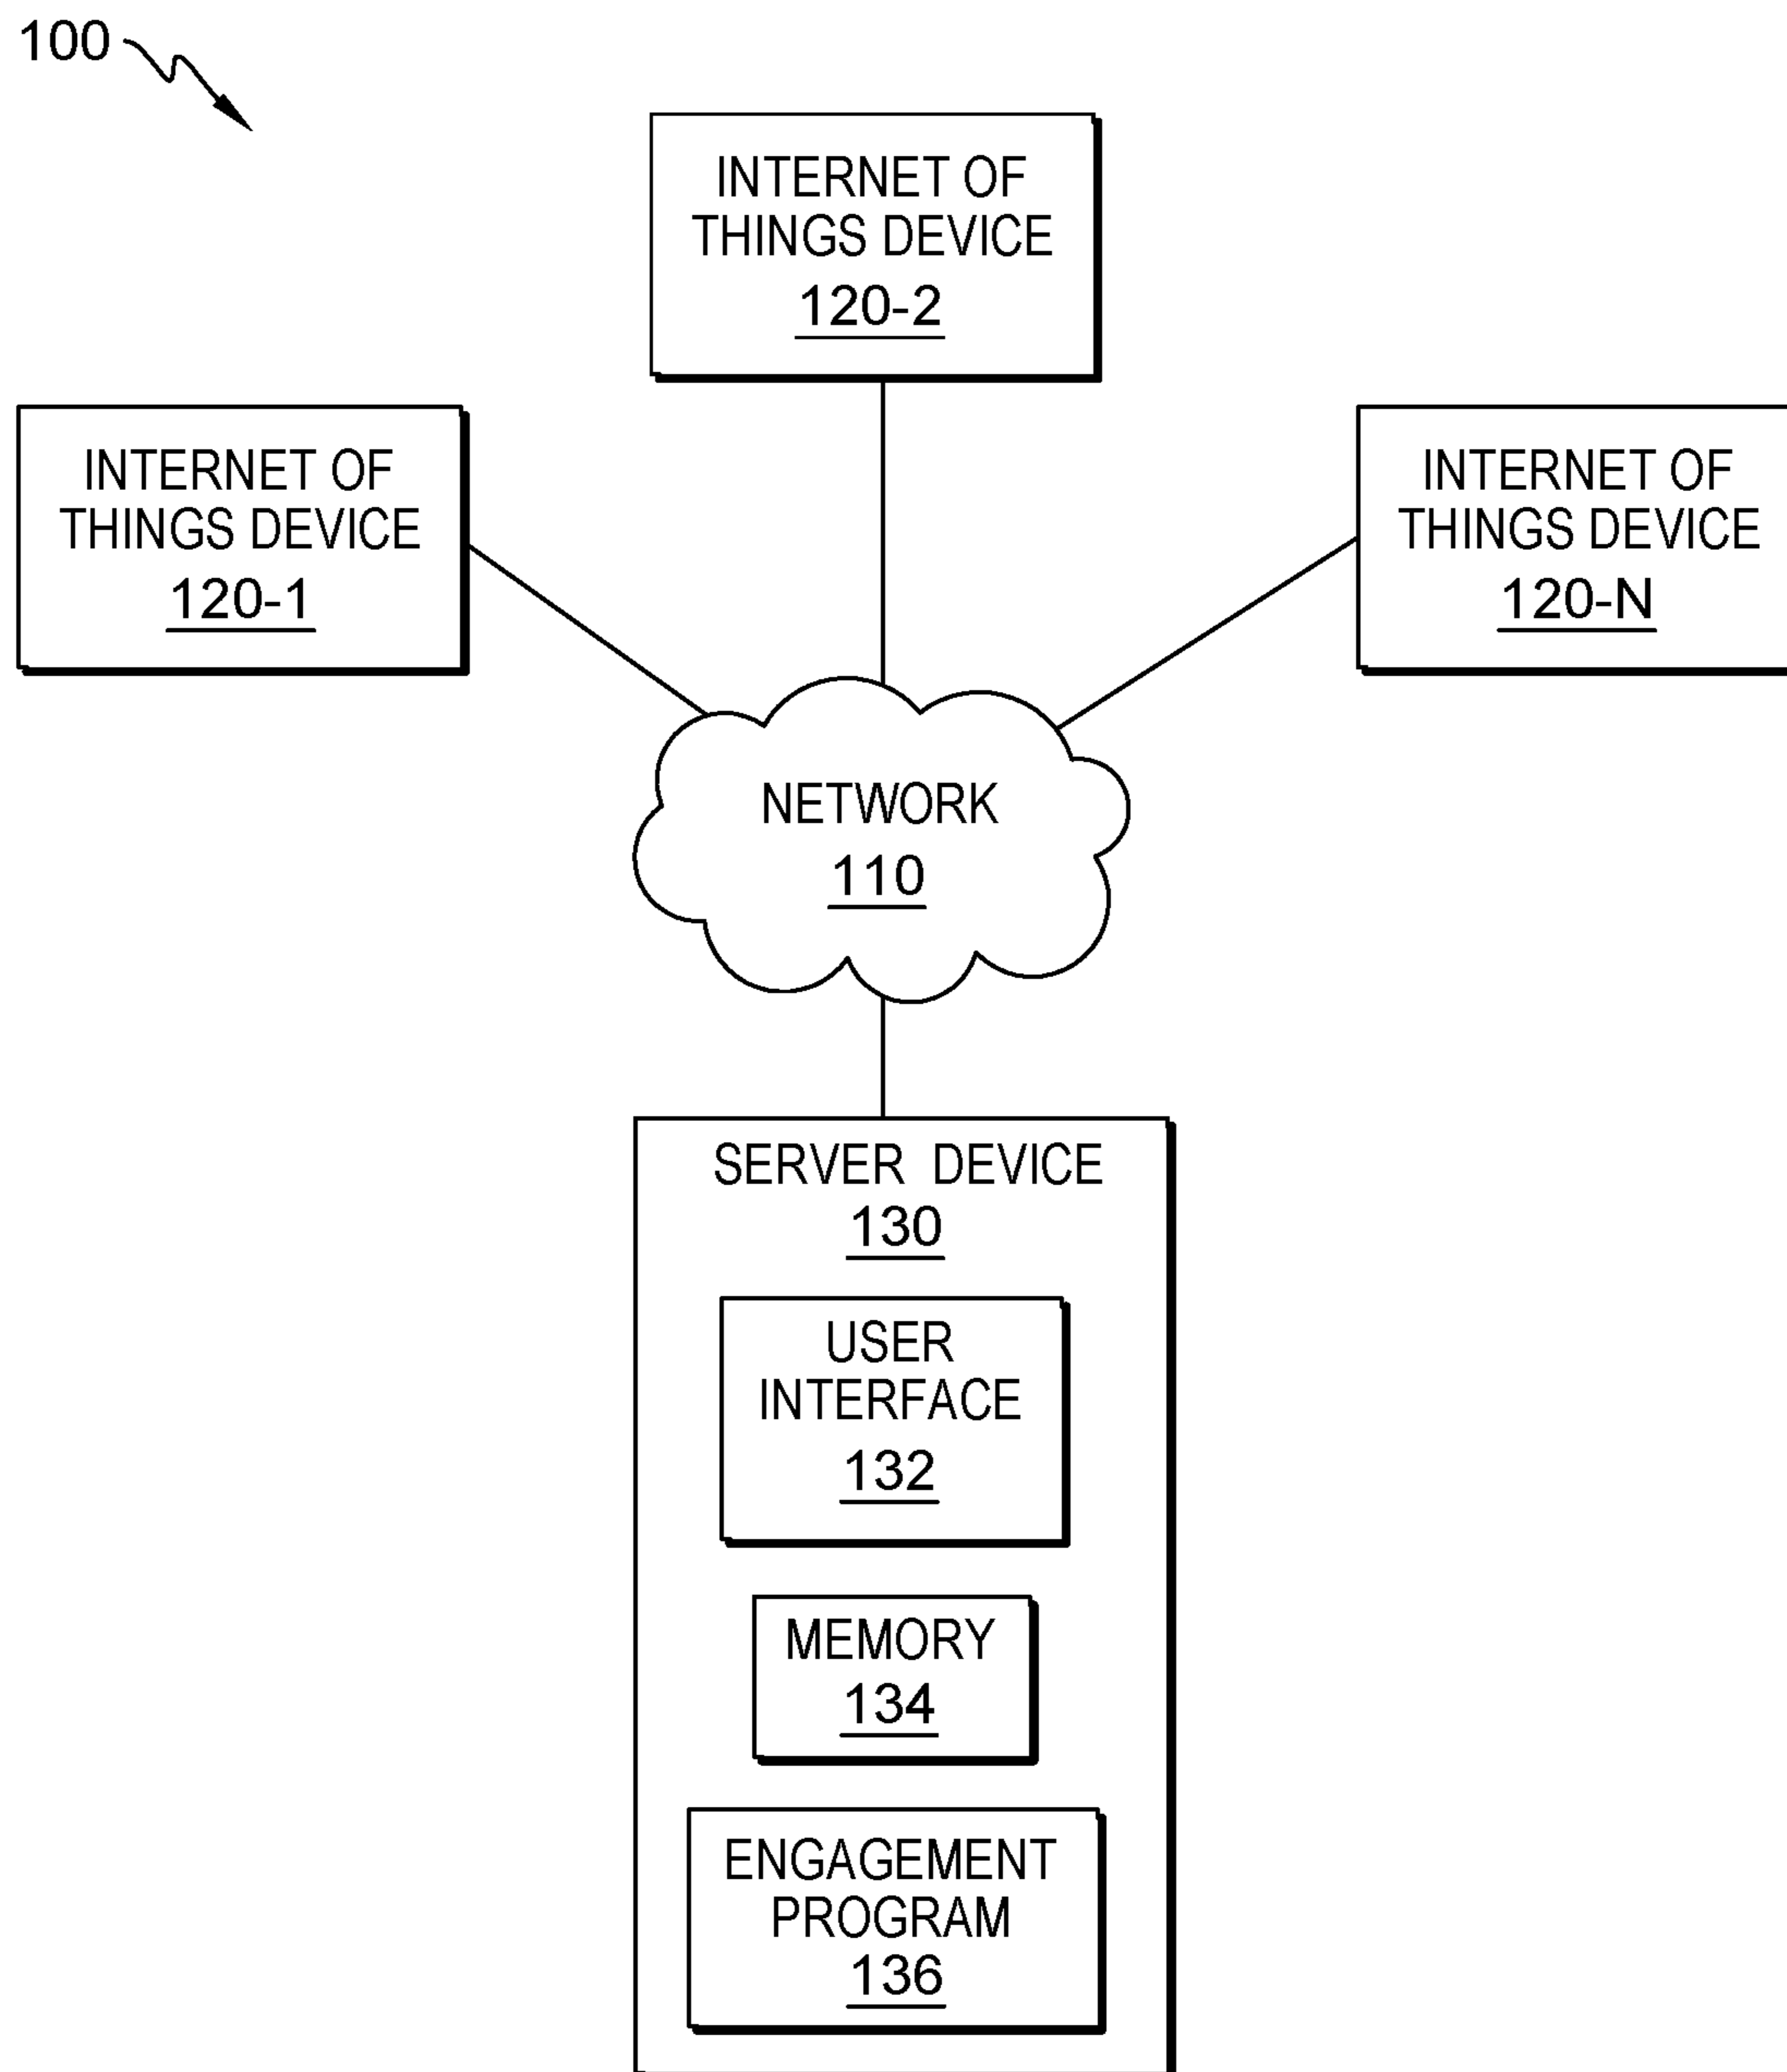 100
INTERNET OF
THINGS DEVICE
120-2
INTERNET OF
THINGS DEVICE
120-1
INTERNET OF
THINGS DEVICE
120-N
NETWORK
110
SERVER DEVICE
130
USER
INTERFACE
132
MEMORY
134
ENGAGEMENT
PROGRAM
136